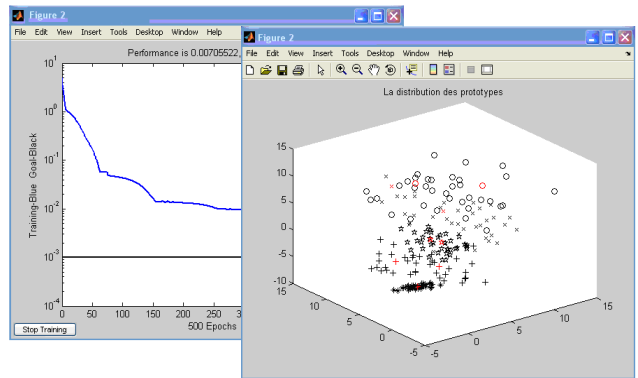 Figure 2
File Edit View Insert Tools Desktop Window Help
Performance is 0.00705522,
10^1
10^0
10^-1
10^-2
10^-3
10^-4
Training-Blue Goal-Black
0 50 100 150 200 250 3
500 Epochs
Stop Training
Figure 2
File Edit View Insert Tools Desktop Window Help
La distribution des prototypes
15
10
5
0
-5
-10
15
10
5
0
-5
-5
0
5
10
15